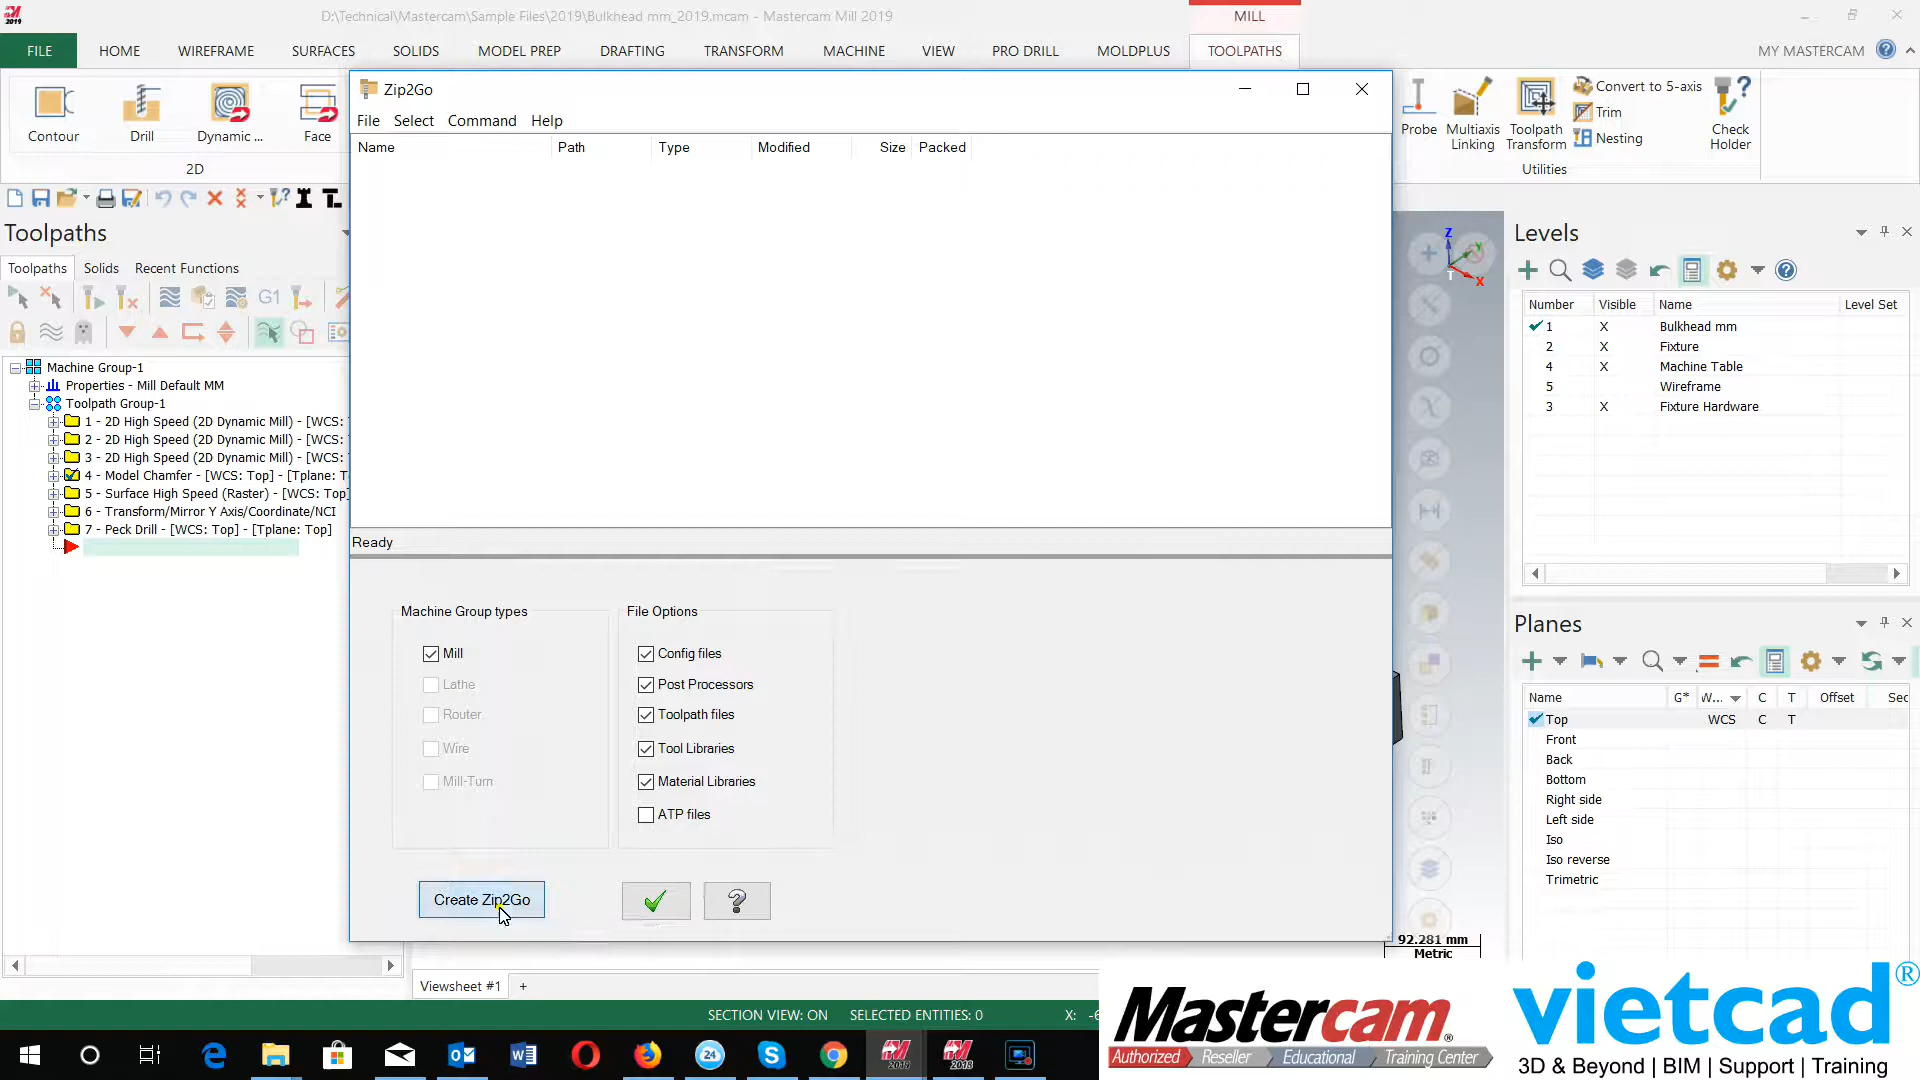 2019
D:\Technical\Mastercam\Sample Files\2019\Bulkhead mm_2019.mcam - Mastercam Mill 2019
MILL
FILE HOME WIREFRAME SURFACES SOLIDS MODEL PREP DRAFTING TRANSFORM MACHINE VIEW PRO DRILL MOLDPLUS TOOLPATHS MY MASTERCAM
Contour Drill Dynamic ... Face
2D
Probe Multiaxis Linking Toolpath Transform Convert to 5-axis
Trim
Nesting
Check Holder
Utilities
Zip2Go
File Select Command Help
Name Path Type Modified Size Packed
Ready
Machine Group types
Mill
Lathe
Router
Wire
Mill-Turn
File Options
Config files
Post Processors
Toolpath files
Tool Libraries
Material Libraries
ATP files
Create Zip2Go
Toolpaths
Toolpaths Solids Recent Functions
G1
Machine Group-1
Properties - Mill Default MM
Toolpath Group-1
1 - 2D High Speed (2D Dynamic Mill) - [WCS: T
2 - 2D High Speed (2D Dynamic Mill) - [WCS: T
3 - 2D High Speed (2D Dynamic Mill) - [WCS: T
4 - Model Chamfer - [WCS: Top] - [Tplane: T
5 - Surface High Speed (Raster) - [WCS: Top]
6 - Transform/Mirror Y Axis/Coordinate/NCI
7 - Peck Drill - [WCS: Top] - [Tplane: Top]
Z
Y
T
X
Levels
Number Visible Name Level Set
1 X Bulkhead mm
2 X Fixture
4 X Machine Table
5 Wireframe
3 X Fixture Hardware
Planes
Name G* W... C T Offset Sec
Top WCS C T
Front
Back
Bottom
Right side
Left side
Iso
Iso reverse
Trimetric
92.281 mm
Metric
Viewsheet #1 +
SECTION VIEW: ON SELECTED ENTITIES: 0 X: -6
24
2019
2018
Mastercam®
Authorized Reseller Educational Training Center
vietcad®
3D & Beyond | BIM | Support | Training